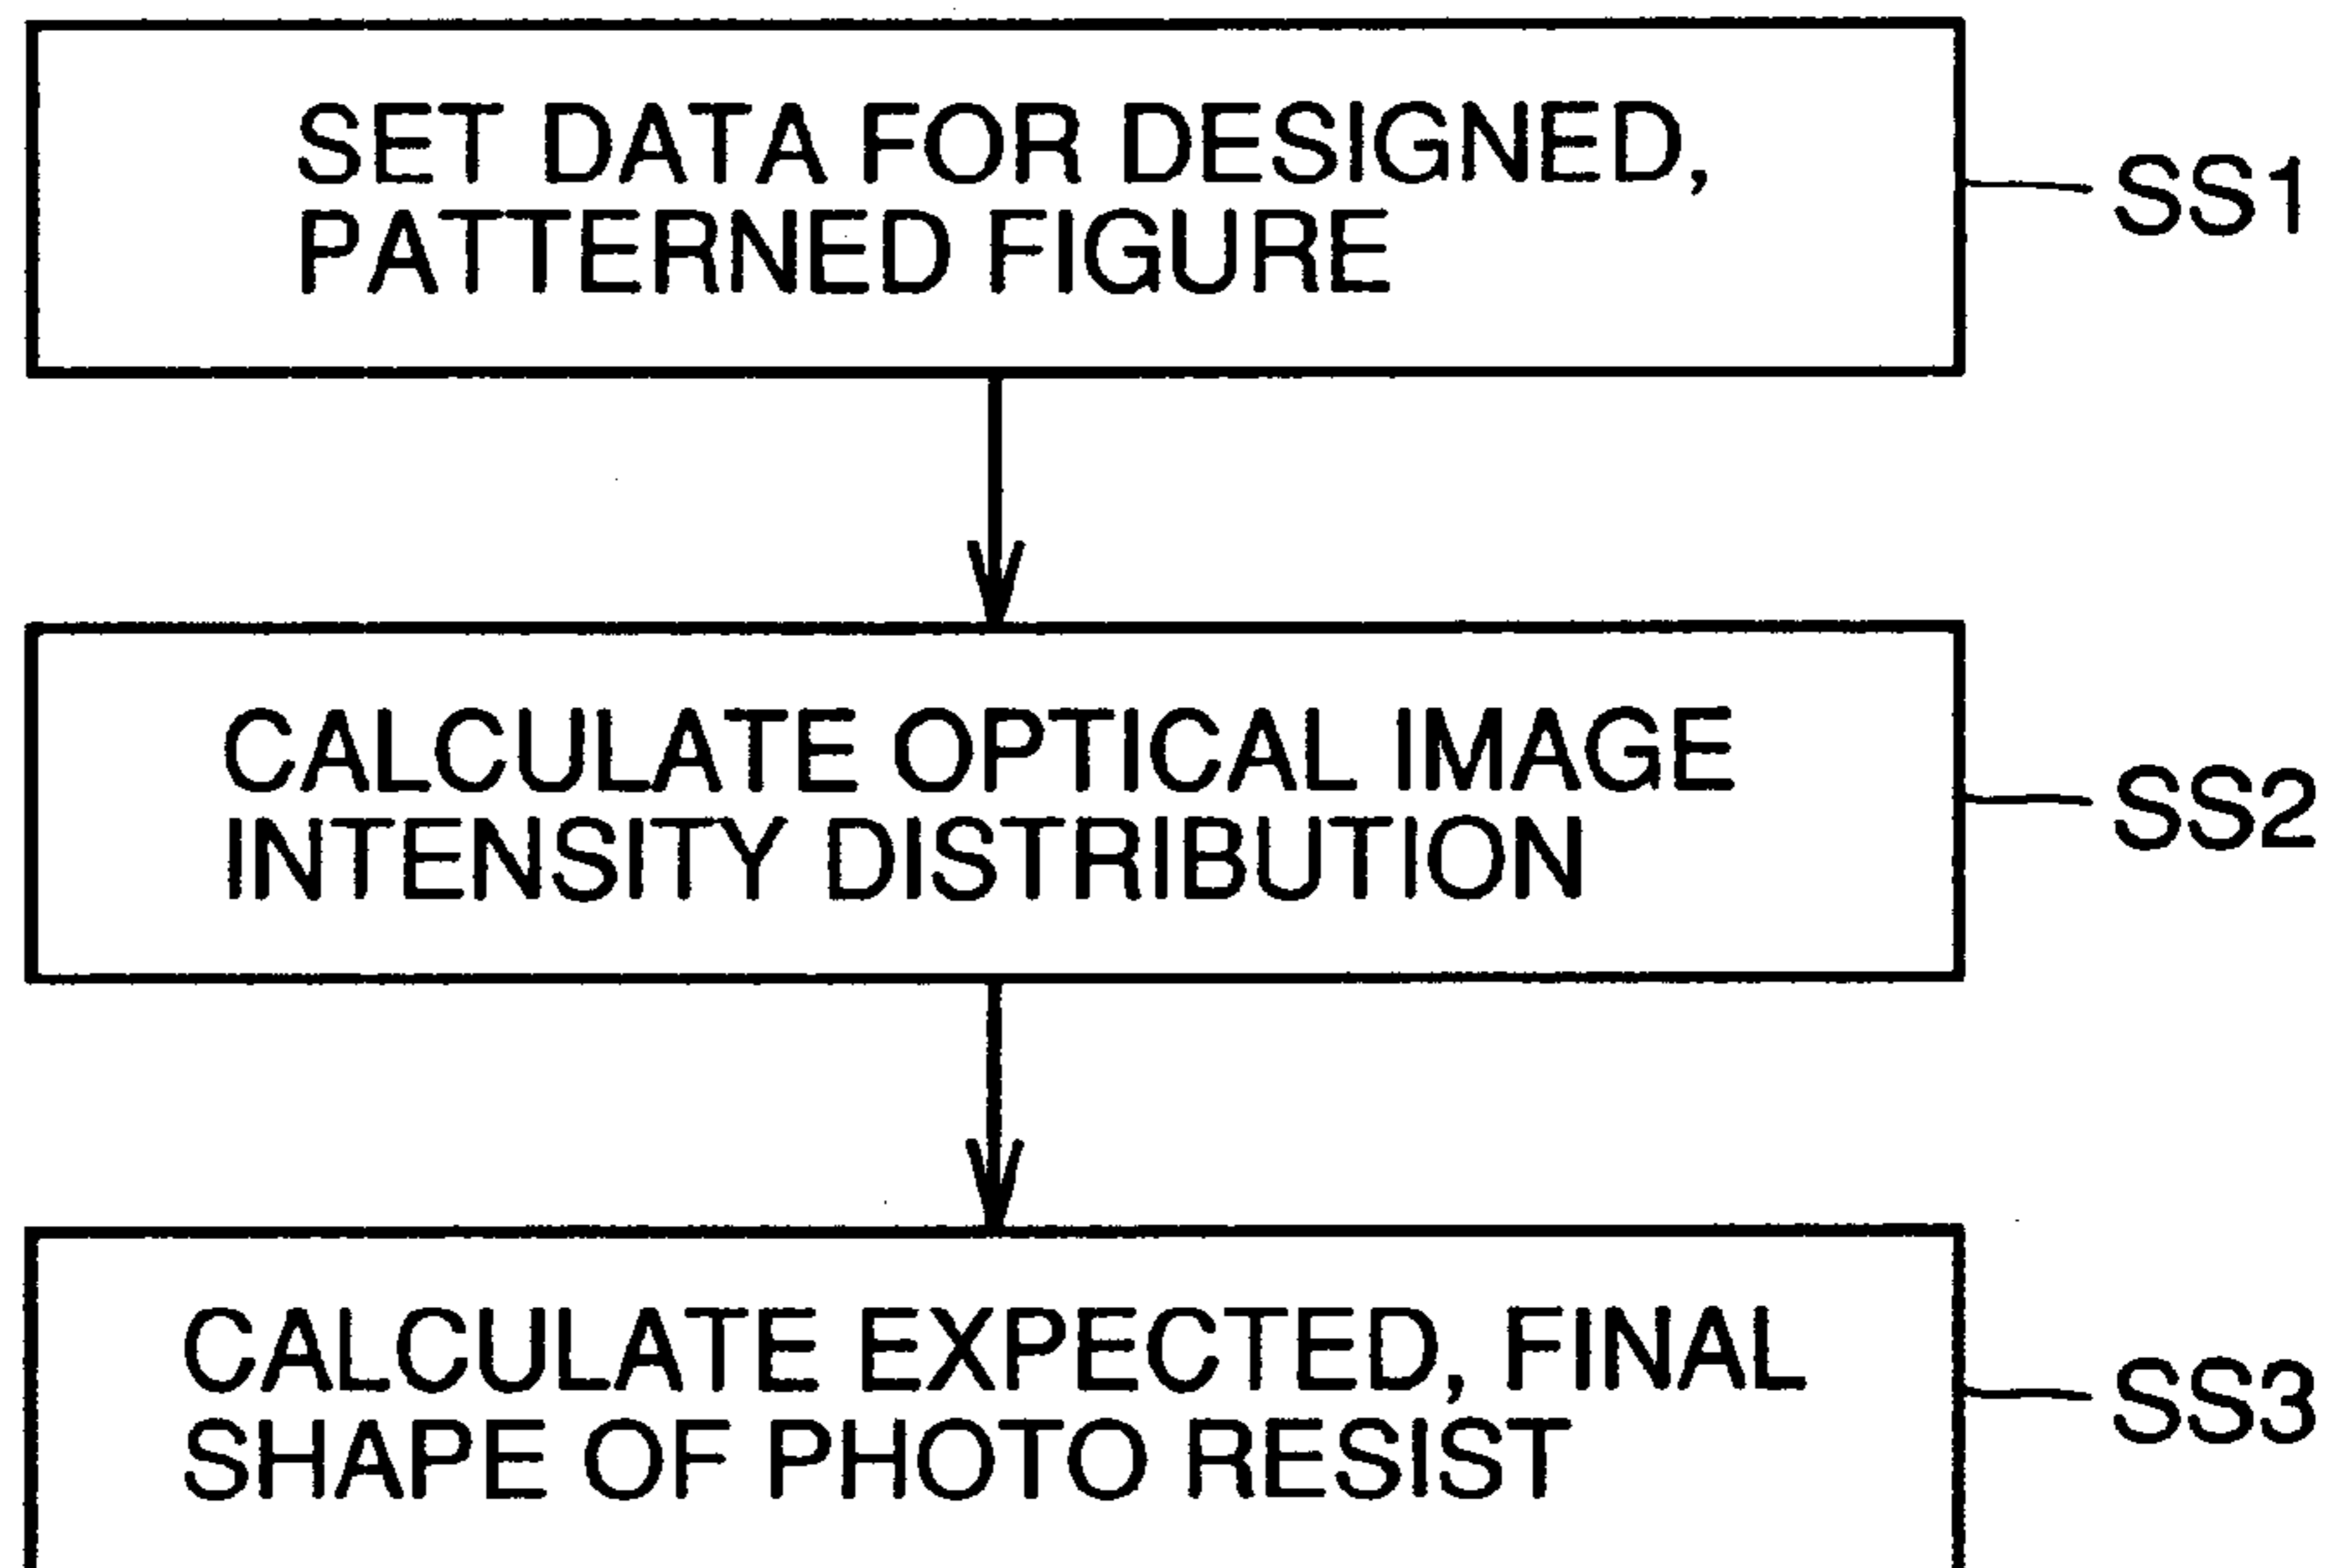 SET DATA FOR DESIGNED,
PATTERNED FIGURE
SS1
CALCULATE OPTICAL IMAGE
INTENSITY DISTRIBUTION
SS2
CALCULATE EXPECTED, FINAL
SHAPE OF PHOTO RESIST
SS3